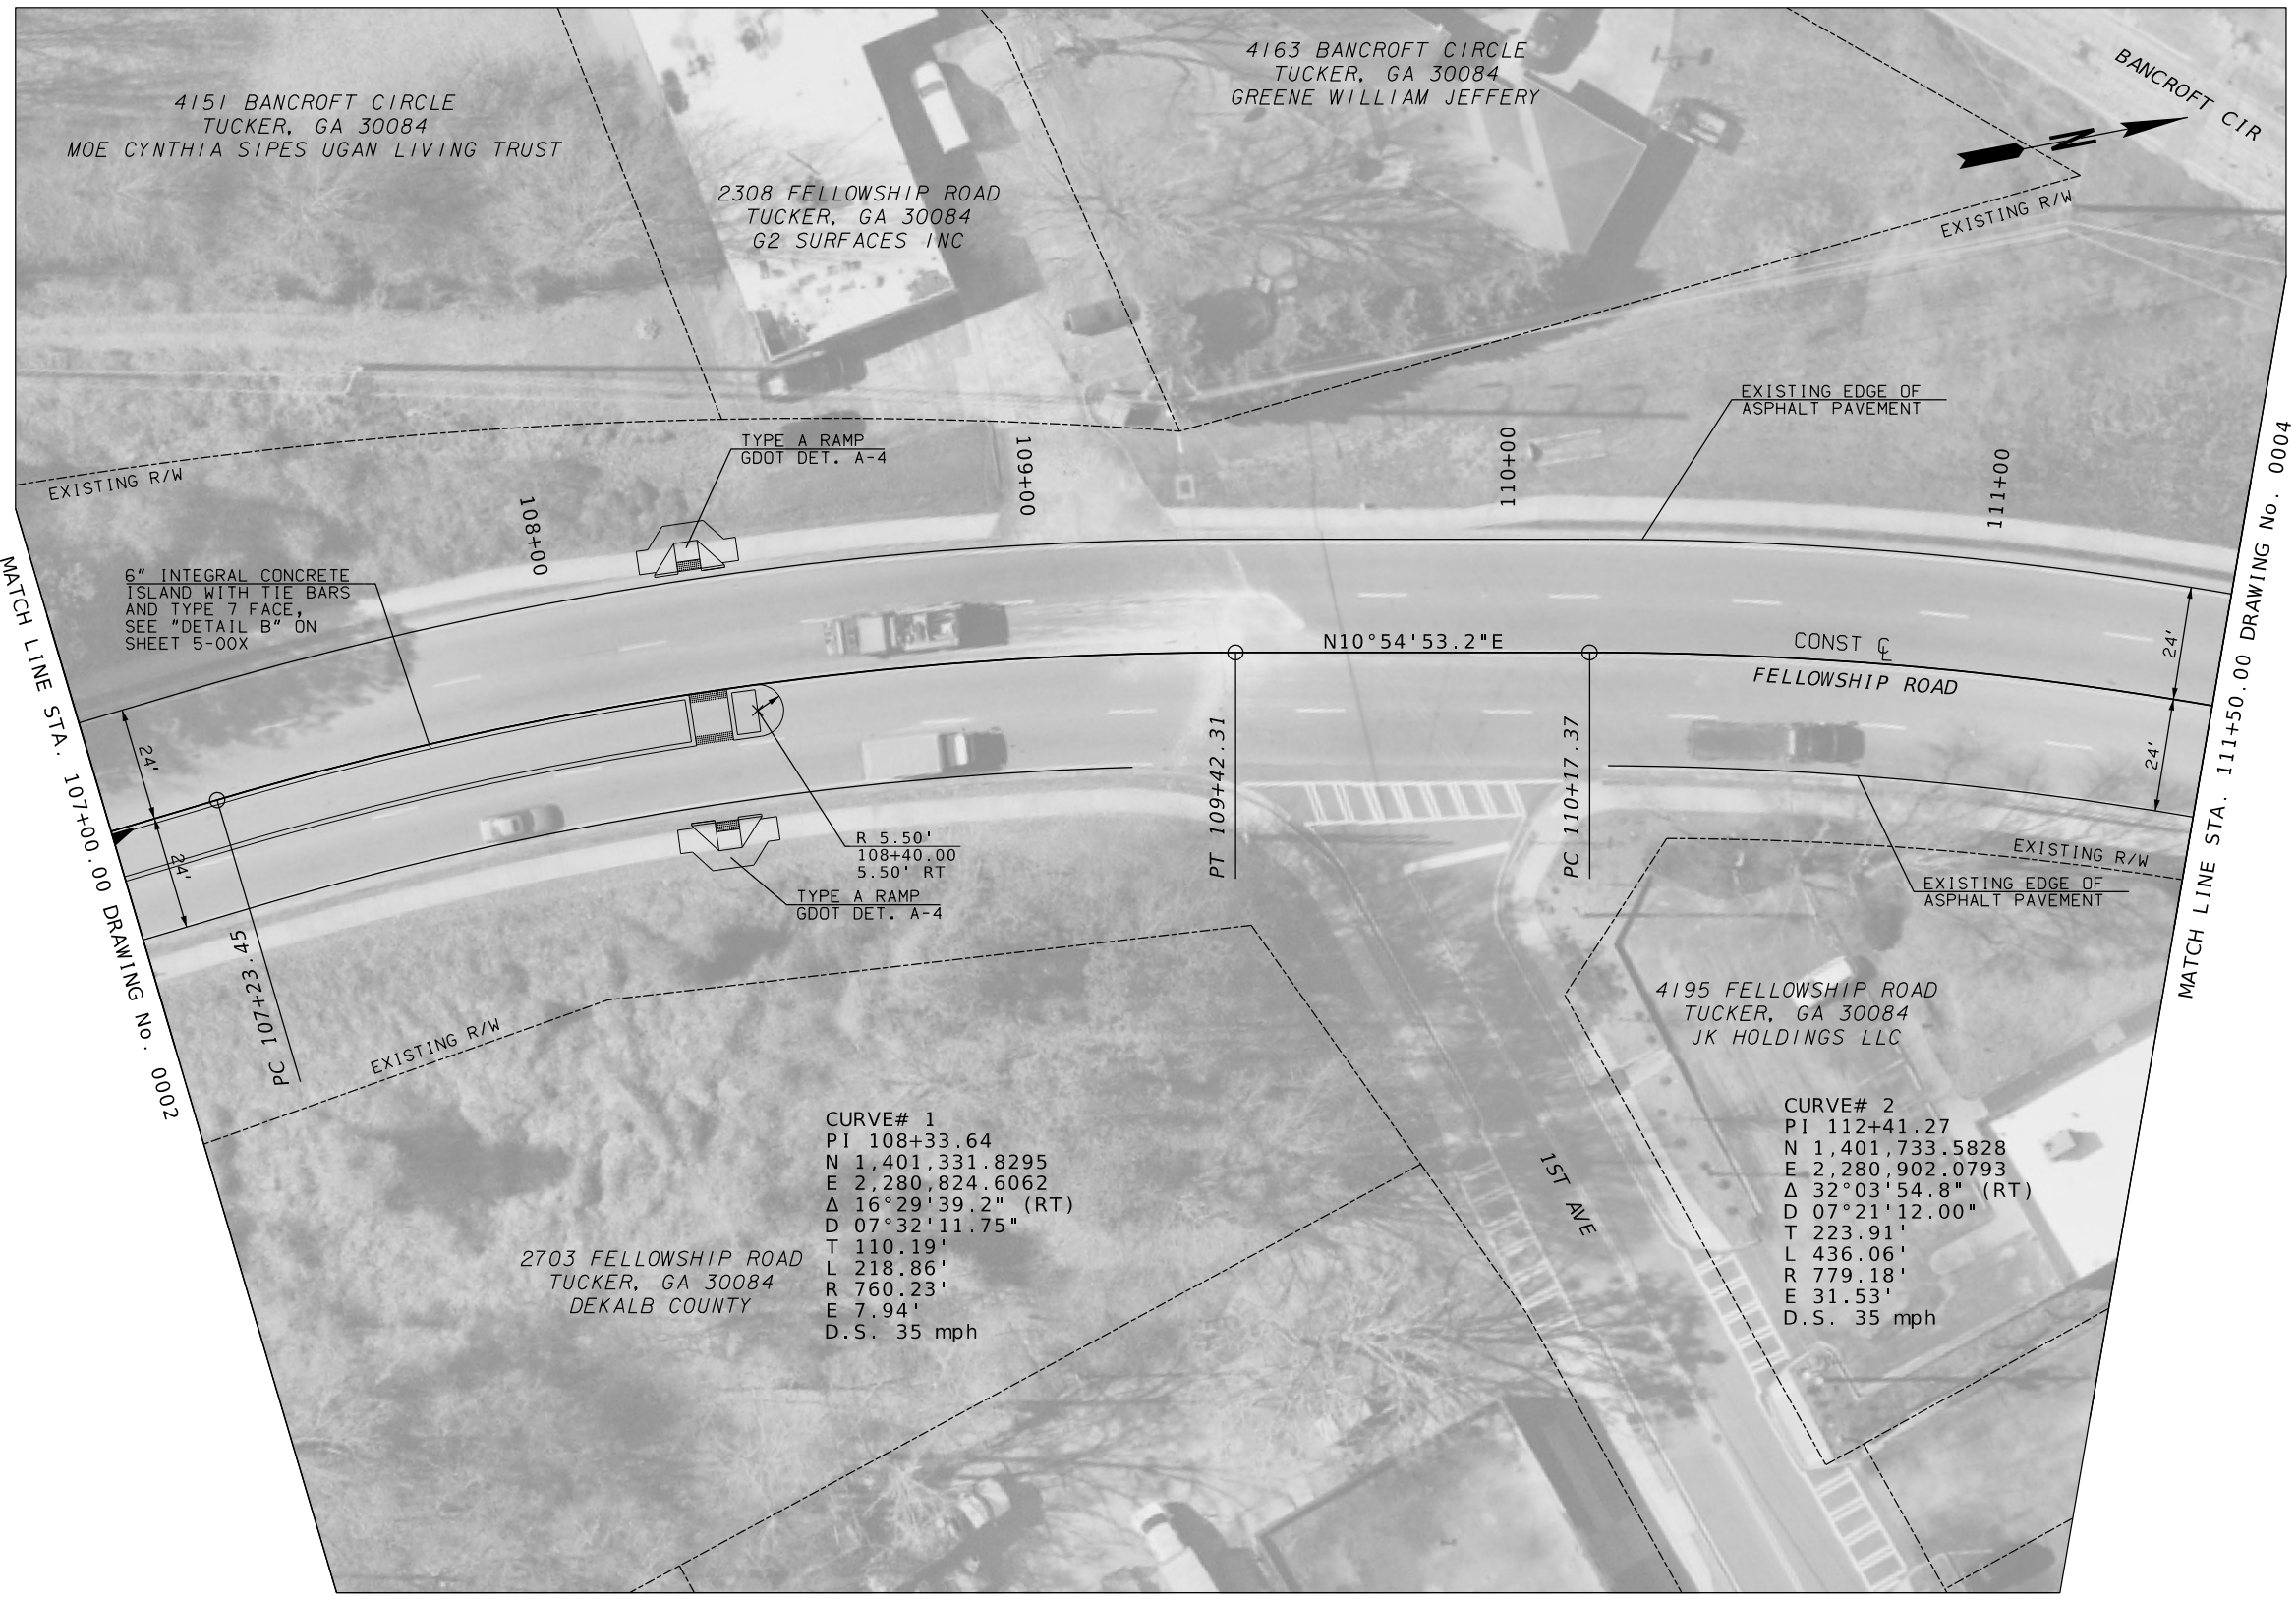 4151 BANCROFT CIRCLE
TUCKER, GA 30084
MOE CYNTHIA SIPES UGAN LIVING TRUST
2308 FELLOWSHIP ROAD
TUCKER, GA 30084
G2 SURFACES INC
4163 BANCROFT CIRCLE
TUCKER, GA 30084
GREENE WILLIAM JEFFERY
BANCROFT CIR
N
EXISTING R/W
EXISTING EDGE OF
ASPHALT PAVEMENT
TYPE A RAMP
GDOT DET. A-4
EXISTING R/W
108+00
109+00
110+00
111+00
6" INTEGRAL CONCRETE
ISLAND WITH TIE BARS
AND TYPE 7 FACE,
SEE "DETAIL B" ON
SHEET 5-00X
MATCH LINE STA. 107+00.00 DRAWING No. 0002
MATCH LINE STA. 111+50.00 DRAWING No. 0004
N10°54'53.2"E
CONST ℄
FELLOWSHIP ROAD
24'
24'
24'
24'
PC 107+23.45
PT 109+42.31
PC 110+17.37
R 5.50'
108+40.00
5.50' RT
TYPE A RAMP
GDOT DET. A-4
EXISTING R/W
EXISTING EDGE OF
ASPHALT PAVEMENT
EXISTING R/W
4195 FELLOWSHIP ROAD
TUCKER, GA 30084
JK HOLDINGS LLC
1ST AVE
2703 FELLOWSHIP ROAD
TUCKER, GA 30084
DEKALB COUNTY
CURVE# 1
PI 108+33.64
N 1,401,331.8295
E 2,280,824.6062
Δ 16°29'39.2" (RT)
D 07°32'11.75"
T 110.19'
L 218.86'
R 760.23'
E 7.94'
D.S. 35 mph
CURVE# 2
PI 112+41.27
N 1,401,733.5828
E 2,280,902.0793
Δ 32°03'54.8" (RT)
D 07°21'12.00"
T 223.91'
L 436.06'
R 779.18'
E 31.53'
D.S. 35 mph